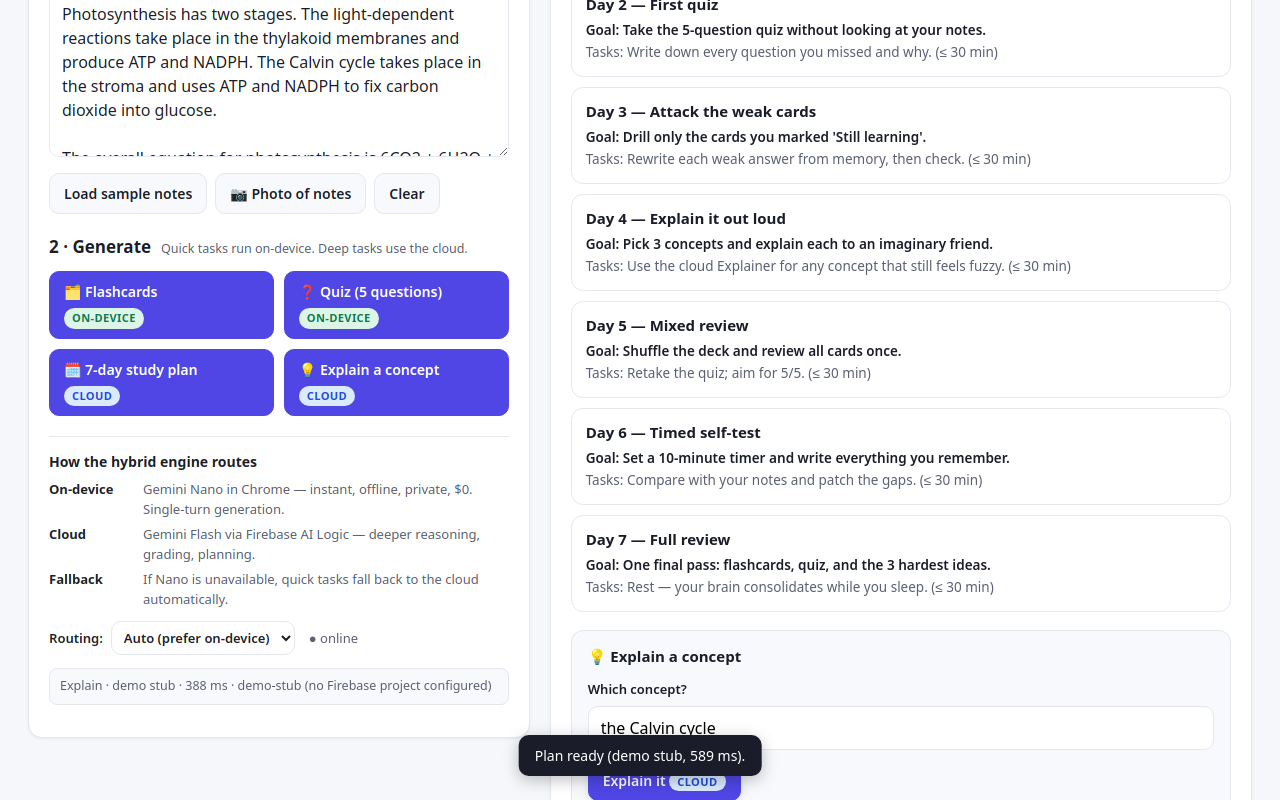 Photosynthesis has two stages. The light-dependent
reactions take place in the thylakoid membranes and
produce ATP and NADPH. The Calvin cycle takes place in
the stroma and uses ATP and NADPH to fix carbon
dioxide into glucose.
The overall equation for photosynthesis is 6CO2 + 6H2O +
Load sample notes
📷 Photo of notes
Clear
2 · Generate Quick tasks run on-device. Deep tasks use the cloud.
🗂️ Flashcards
ON-DEVICE
❓ Quiz (5 questions)
ON-DEVICE
🗓️ 7-day study plan
CLOUD
💡 Explain a concept
CLOUD
How the hybrid engine routes
On-device Gemini Nano in Chrome — instant, offline, private, $0.
Single-turn generation.
Cloud Gemini Flash via Firebase AI Logic — deeper reasoning,
grading, planning.
Fallback If Nano is unavailable, quick tasks fall back to the cloud
automatically.
Routing: Auto (prefer on-device) ● online
Explain · demo stub · 388 ms · demo-stub (no Firebase project configured)
Day 2 — First quiz
Goal: Take the 5-question quiz without looking at your notes.
Tasks: Write down every question you missed and why. (≤ 30 min)
Day 3 — Attack the weak cards
Goal: Drill only the cards you marked 'Still learning'.
Tasks: Rewrite each weak answer from memory, then check. (≤ 30 min)
Day 4 — Explain it out loud
Goal: Pick 3 concepts and explain each to an imaginary friend.
Tasks: Use the cloud Explainer for any concept that still feels fuzzy. (≤ 30 min)
Day 5 — Mixed review
Goal: Shuffle the deck and review all cards once.
Tasks: Retake the quiz; aim for 5/5. (≤ 30 min)
Day 6 — Timed self-test
Goal: Set a 10-minute timer and write everything you remember.
Tasks: Compare with your notes and patch the gaps. (≤ 30 min)
Day 7 — Full review
Goal: One final pass: flashcards, quiz, and the 3 hardest ideas.
Tasks: Rest — your brain consolidates while you sleep. (≤ 30 min)
💡 Explain a concept
Which concept?
the Calvin cycle
Plan ready (demo stub, 589 ms).
Explain it CLOUD